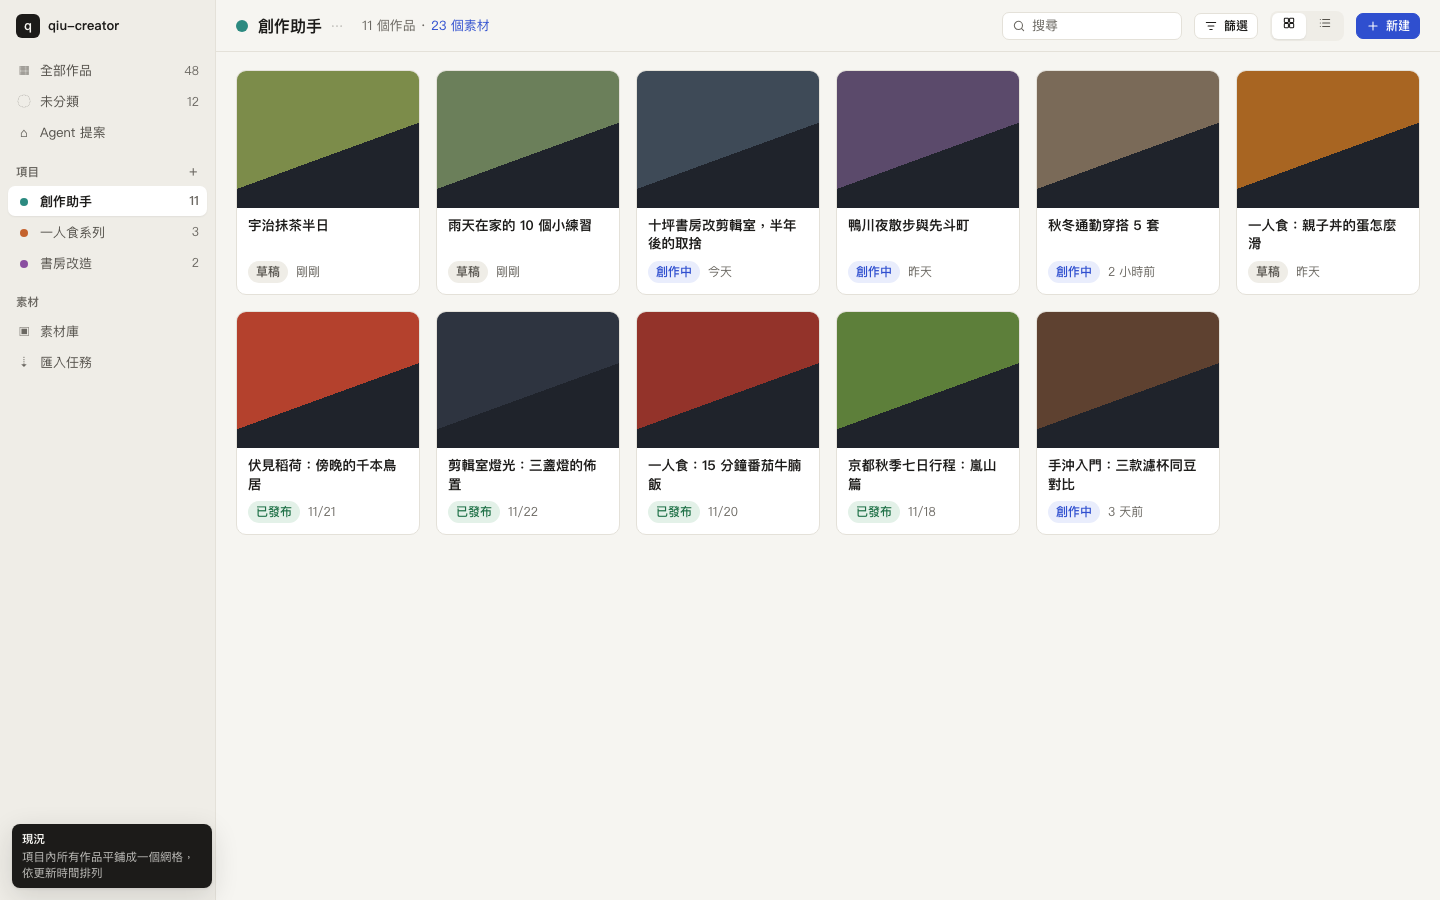 q qiu-creator
全部作品 48
未分類 12
Agent 提案
項目 +
創作助手 11
一人食系列 3
書房改造 2
素材
素材庫
匯入任務
現況
項目內所有作品平鋪成一個網格，
依更新時間排列
創作助手 ··· 11 個作品 · 23 個素材
搜尋
篩選
+ 新建
宇治抹茶半日
草稿 剛剛
雨天在家的 10 個小練習
草稿 剛剛
十坪書房改剪輯室，半年
後的取捨
創作中 今天
鴨川夜散步與先斗町
創作中 昨天
秋冬通勤穿搭 5 套
創作中 2 小時前
一人食：親子丼的蛋怎麼
滑
草稿 昨天
伏見稻荷：傍晚的千本鳥
居
已發布 11/21
剪輯室燈光：三盞燈的佈
置
已發布 11/22
一人食：15 分鐘番茄牛腩
飯
已發布 11/20
京都秋季七日行程：嵐山
篇
已發布 11/18
手沖入門：三款濾杯同豆
對比
創作中 3 天前